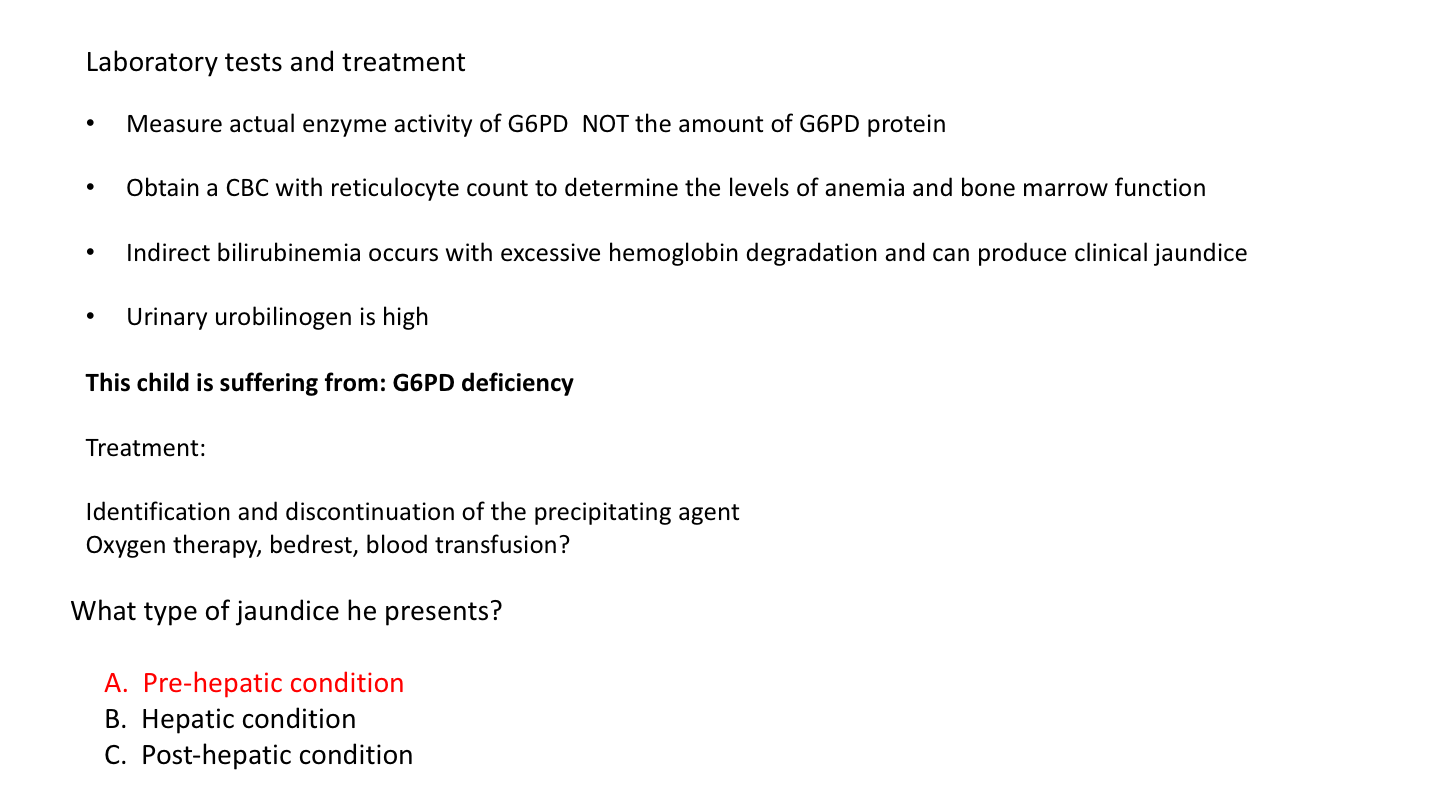 Laboratory tests and treatment
• Measure actual enzyme activity of G6PD  NOT the amount of G6PD protein
• Obtain a CBC with reticulocyte count to determine the levels of anemia and bone marrow function
• Indirect bilirubinemia occurs with excessive hemoglobin degradation and can produce clinical jaundice
• Urinary urobilinogen is high
This child is suffering from: G6PD deficiency
Treatment:
Identification and discontinuation of the precipitating agent
Oxygen therapy, bedrest, blood transfusion?
What type of jaundice he presents?
A. Pre-hepatic condition
B. Hepatic condition
C. Post-hepatic condition